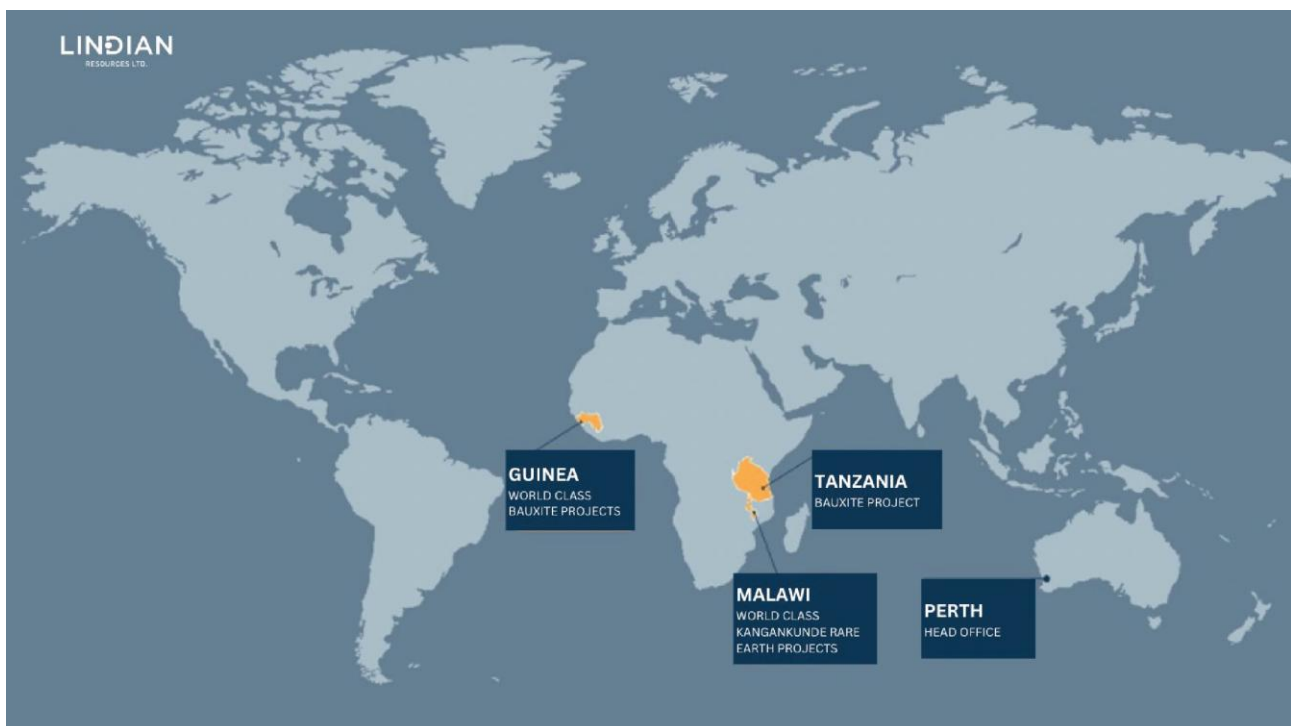 LINDIAN
RESOURCES LTD.
GUINEA
WORLD CLASS
BAUXITE PROJECTS
TANZANIA
BAUXITE PROJECT
MALAWI
WORLD CLASS
KANGANKUNDE RARE
EARTH PROJECTS
PERTH
HEAD OFFICE